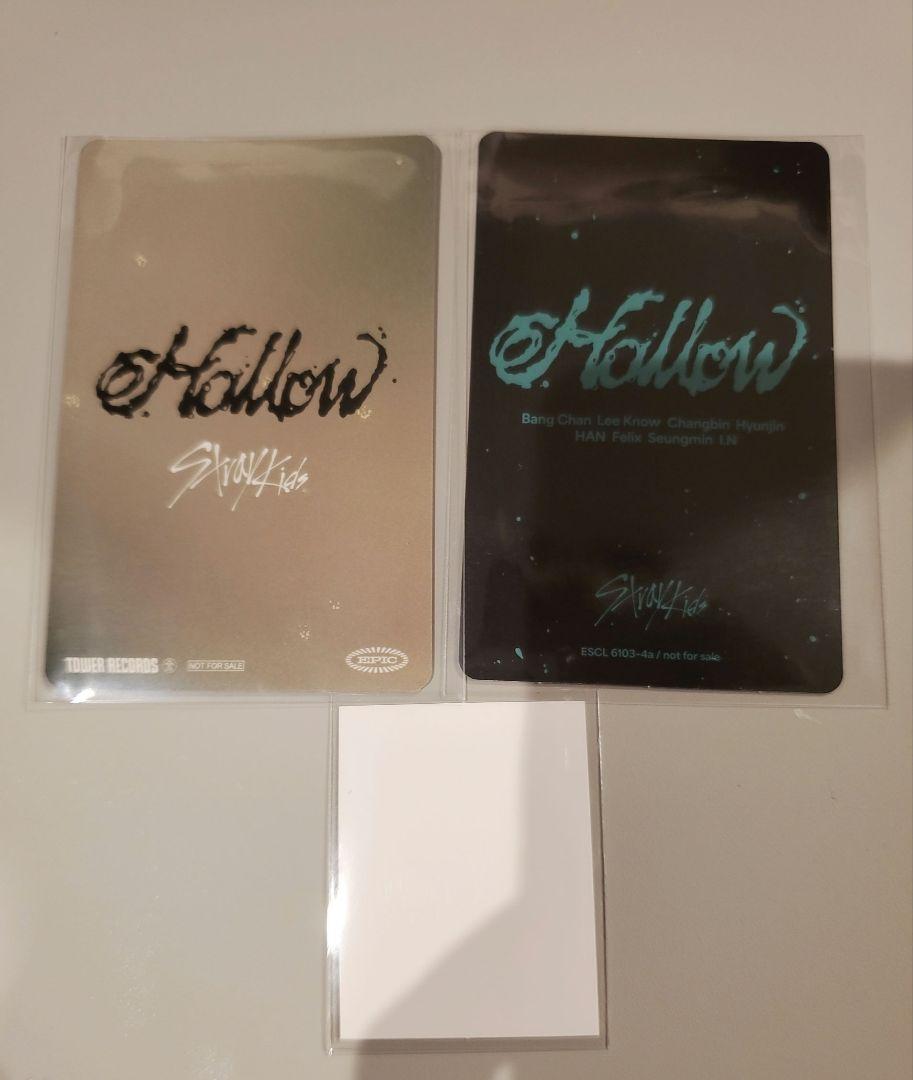 Hallow
Stray Kids
TOWER RECORDS
NOT FOR SALE
EPIC
Hallow
Bang Chan Lee Know Changbin Hyunjin
HAN Felix Seungmin I.N
Stray Kids
ESCL 6103-4a / not for sale